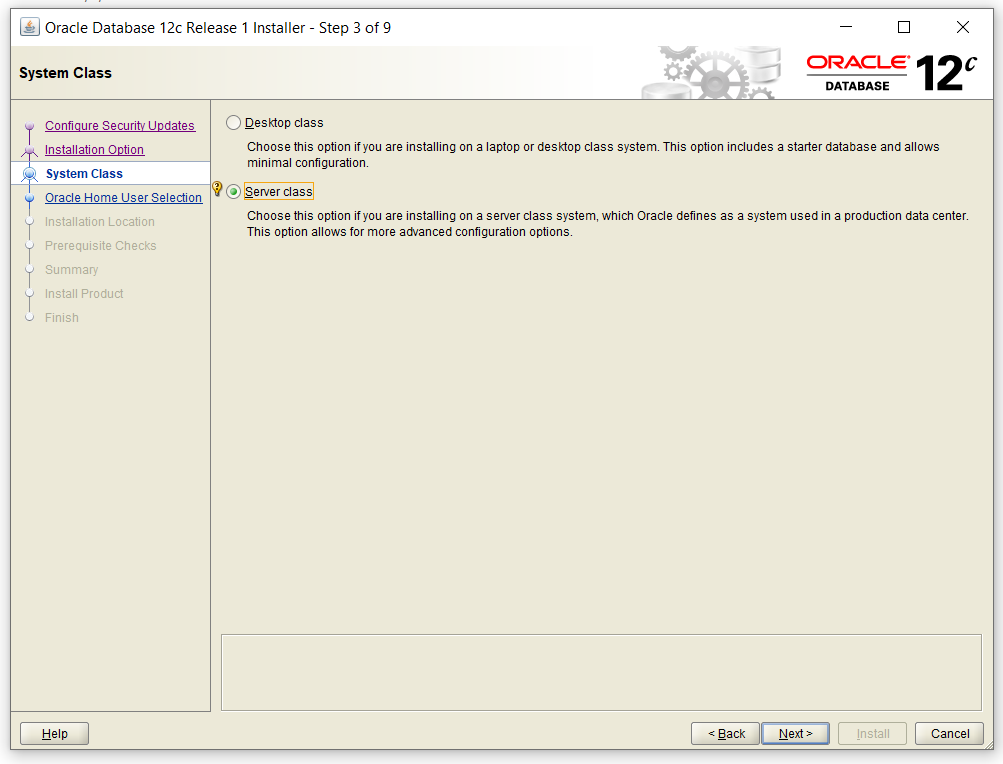 Oracle Database 12c Release 1 Installer - Step 3 of 9
System Class
ORACLE®
DATABASE
12c
Configure Security Updates
Installation Option
System Class
Oracle Home User Selection
Installation Location
Prerequisite Checks
Summary
Install Product
Finish
Desktop class
Choose this option if you are installing on a laptop or desktop class system. This option includes a starter database and allows
minimal configuration.
Server class
Choose this option if you are installing on a server class system, which Oracle defines as a system used in a production data center.
This option allows for more advanced configuration options.
Help
< Back
Next >
Install
Cancel